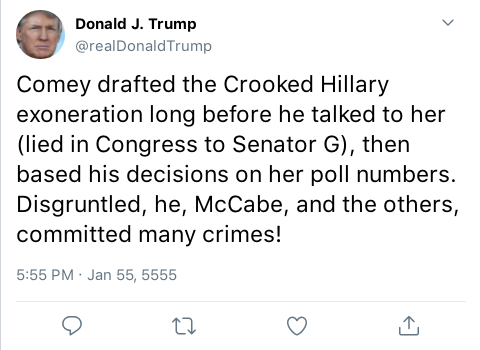 Donald J. Trump
@realDonaldTrump
Comey drafted the Crooked Hillary
exoneration long before he talked to her
(lied in Congress to Senator G), then
based his decisions on her poll numbers.
Disgruntled, he, McCabe, and the others,
committed many crimes!
5:55 PM · Jan 55, 5555